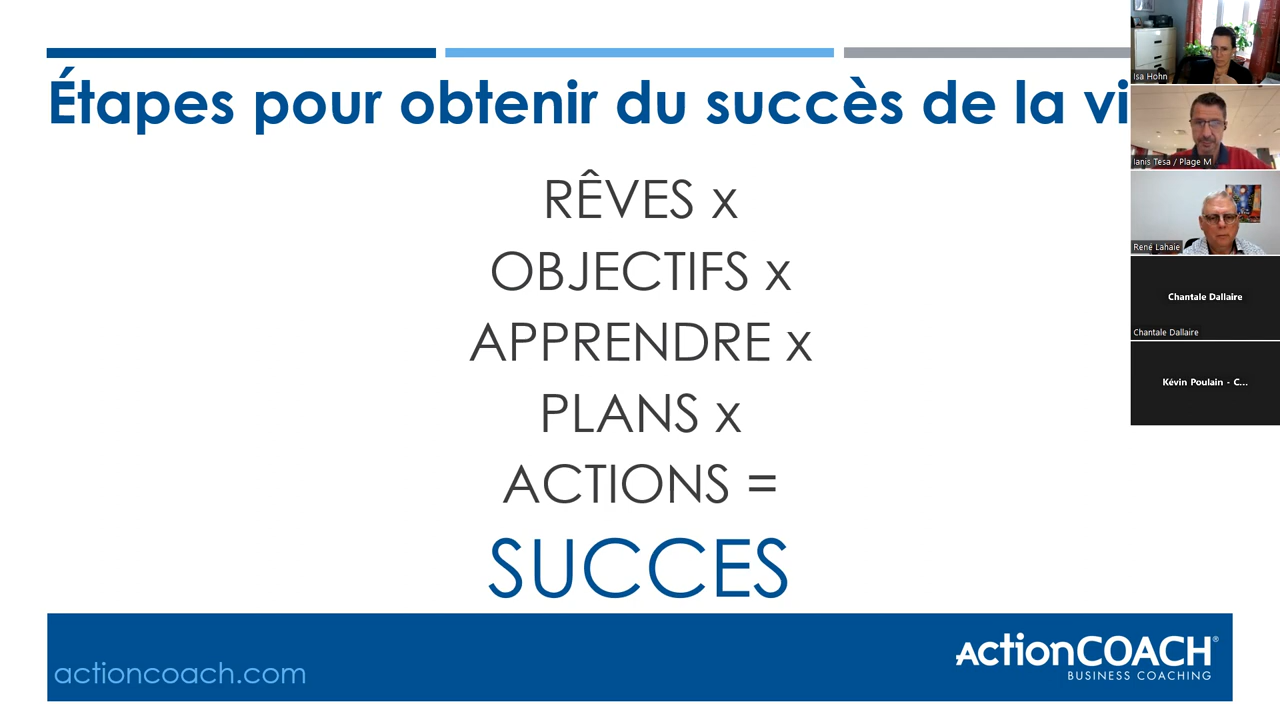 Étapes pour obtenir du succès de la vi
RÊVES x
OBJECTIFS x
APPRENDRE x
PLANS x
ACTIONS =
SUCCES
actioncoach.com
ActionCOACH®
BUSINESS COACHING
Isa Hohn
Ianis Tesa / Plage M
René Lahaie
Chantale Dallaire
Chantale Dallaire
Kévin Poulain - C...